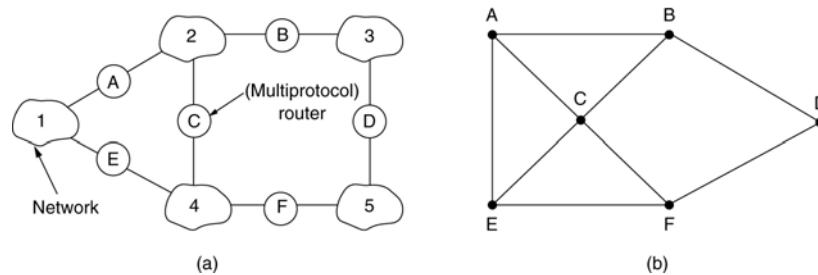 A B
2 B 3
A
C
(Multiprotocol)
router
C
1 D D
E
Network
4 F 5
E F
(a) (b)